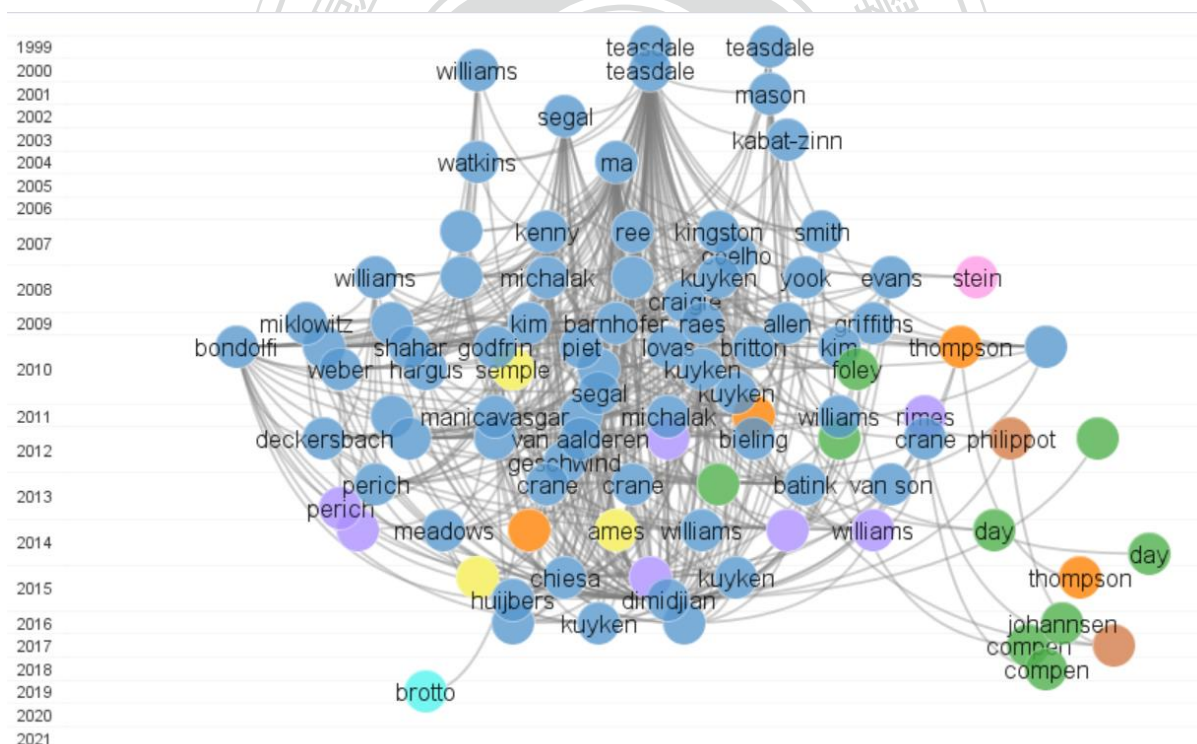 1999 teasdale teasdale
2000 williams teasdale
2001 mason
2002 segal
2003 kabat-zinn
2004 watkins ma
2005
2006
2007 kenny ree kingston smith
coelho
2008 williams michalak kuyken yook evans stein
craigie
2009 miklowitz kim barnhofer raes allen griffiths
bondolfi shahar godfrin piet lovas britton kim thompson
2010 weber hargus semple kuyken foley
segal kuyken
2011 manicavasgar michalak williams rimes
deckersbach van aalderen bieling crane philippot
2012
geschwind
2013 perich crane crane batink van son
perich
2014 meadows ames williams williams day
day
2015 chiesa kuyken thompson
huijbers dimidjian
2016 kuyken johannsen
2017 compen
2018 compen
2019 brotto
2020
2021